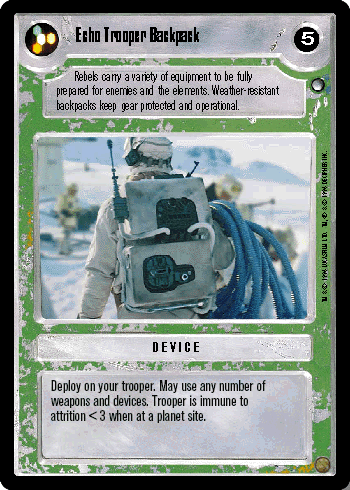 Echo Trooper Backpack
5
Rebels carry a variety of equipment to be fully
prepared for enemies and the elements. Weather-resistant
backpacks keep gear protected and operational.
DEVICE
Deploy on your trooper. May use any number of
weapons and devices. Trooper is immune to
attrition < 3 when at a planet site.